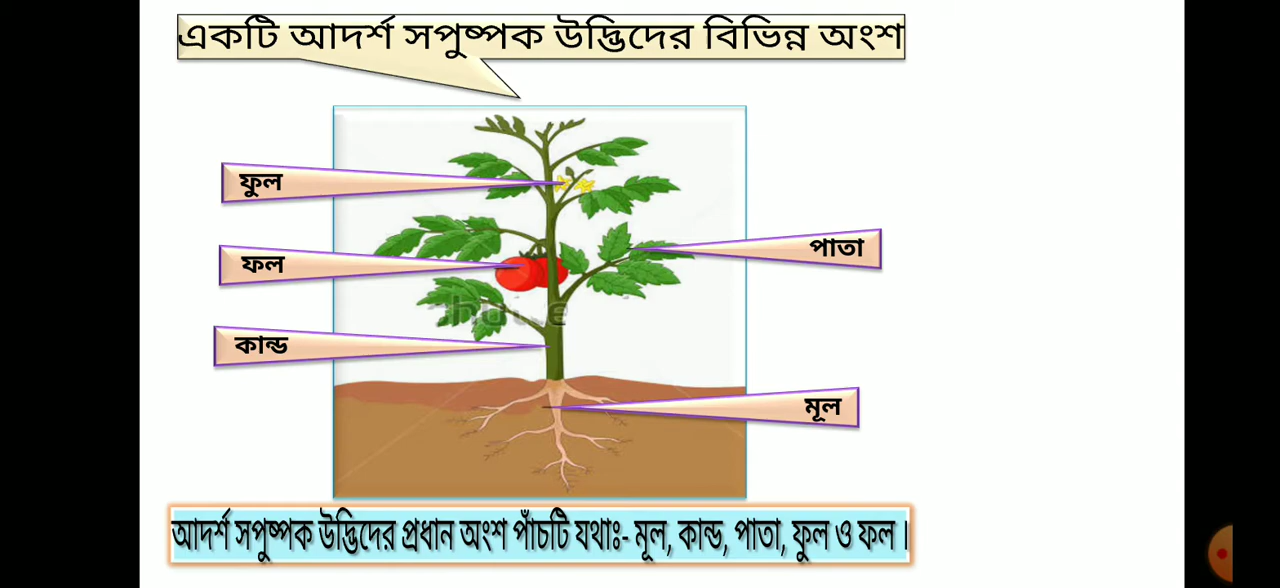 একটি আদর্শ সপুষ্পক উদ্ভিদের বিভিন্ন অংশ
ফুল
ফল
পাতা
কান্ড
মূল
আদর্শ সপুষ্পক উদ্ভিদের প্রধান অংশ পাঁচটি যথাঃ- মূল, কান্ড, পাতা, ফুল ও ফল।